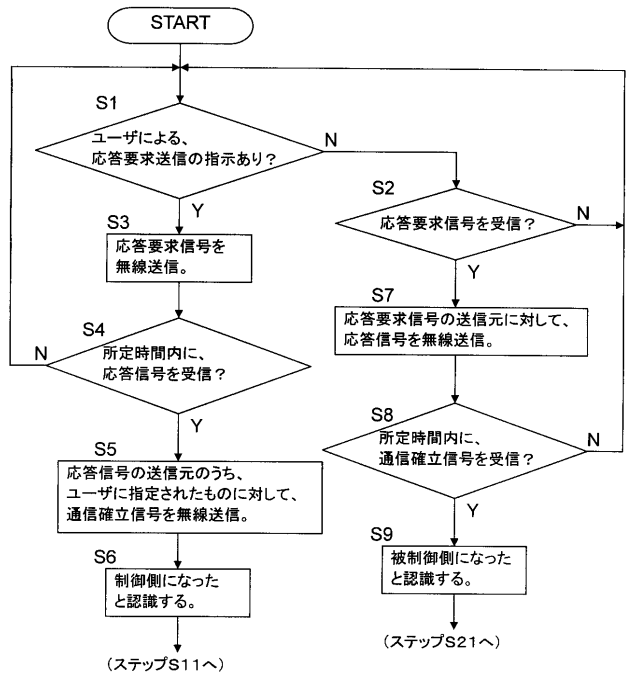 START
S1
ユーザによる、
応答要求送信の指示あり?
N
Y
S2
応答要求信号を受信?
N
Y
S3
応答要求信号を
無線送信。
S4
所定時間内に、
応答信号を受信?
N
Y
S5
応答信号の送信元のうち、
ユーザに指定されたものに対して、
通信確立信号を無線送信。
S6
制御側になった
と認識する。
(ステップS11へ)
S7
応答要求信号の送信元に対して、
応答信号を無線送信。
S8
所定時間内に、
通信確立信号を受信?
N
Y
S9
被制御側になった
と認識する。
(ステップS21へ)